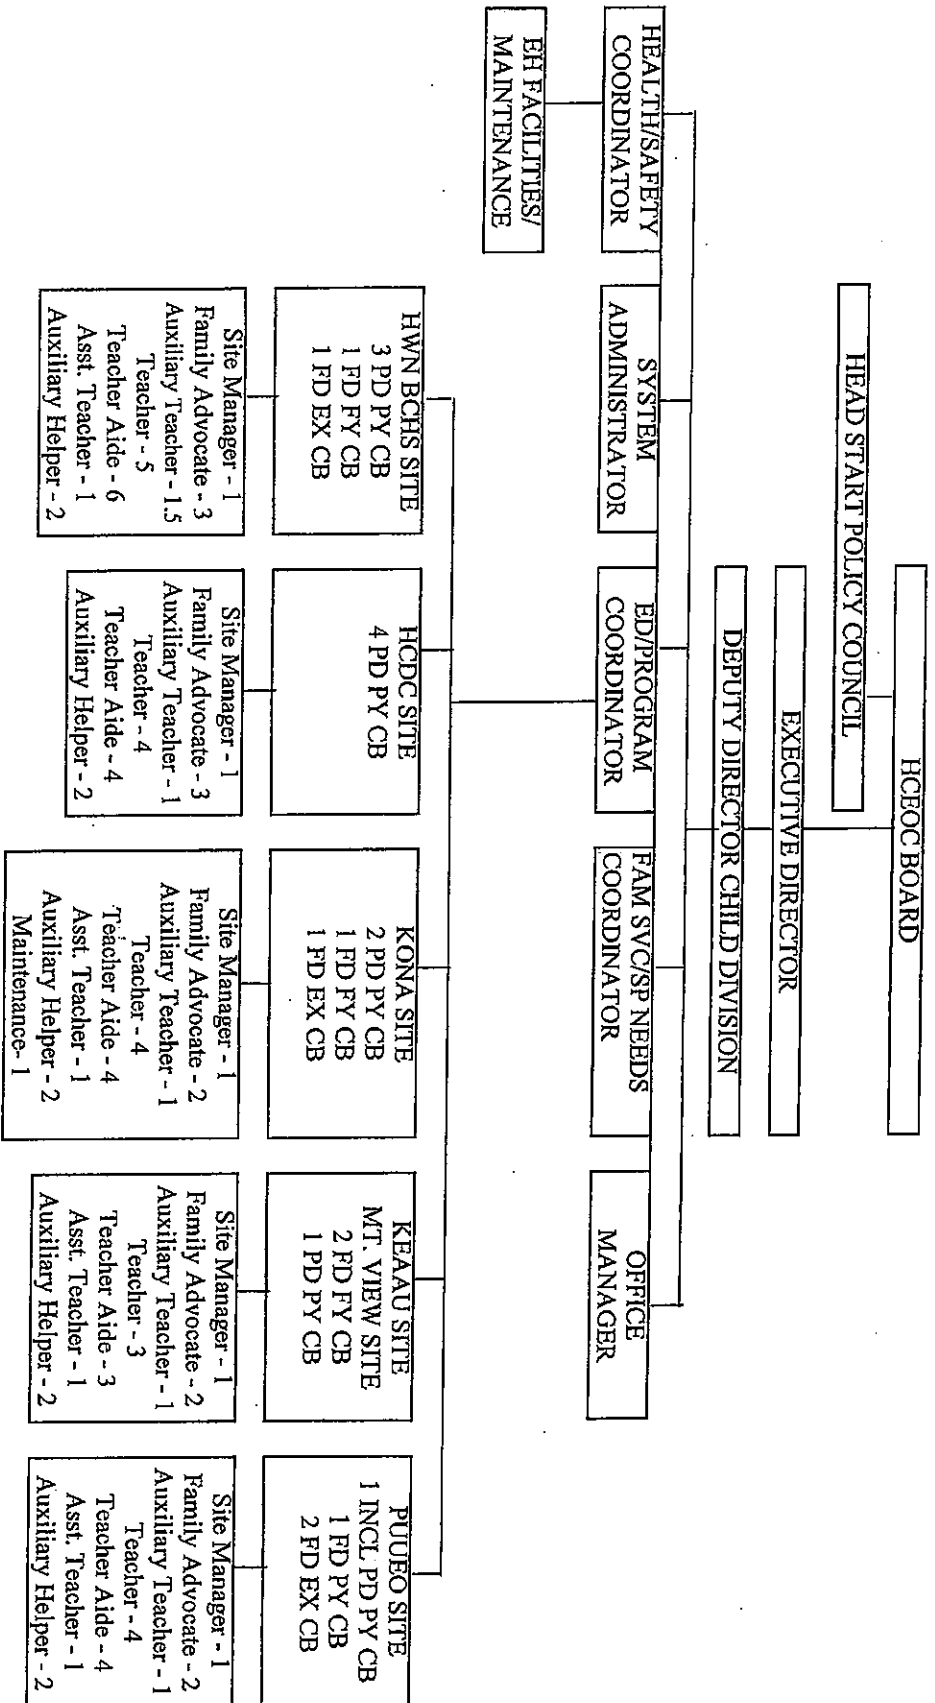 HCEOC BOARD
HEAD START POLICY COUNCIL
EXECUTIVE DIRECTOR
DEPUTY DIRECTOR CHILD DIVISION
HEALTH/SAFETY
COORDINATOR
SYSTEM
ADMINISTRATOR
ED/PROGRAM
COORDINATOR
FAM SVC/SP NEEDS
COORDINATOR
OFFICE
MANAGER
EH FACILITIES/
MAINTENANCE
HWN BCHS SITE
3 PD PY CB
1 FD FY CB
1 FD EX CB
HCDC SITE
4 PD PY CB
KONA SITE
2 PD PY CB
1 FD FY CB
1 FD EX CB
KEAAU SITE
MT. VIEW SITE
2 FD FY CB
1 PD PY CB
PUUEO SITE
1 INCL PD PY CB
1 FD PY CB
2 FD EX CB
Site Manager - 1
Family Advocate - 3
Auxiliary Teacher - 1.5
Teacher - 5
Teacher Aide - 6
Asst. Teacher - 1
Auxiliary Helper - 2
Site Manager - 1
Family Advocate - 3
Auxiliary Teacher - 1
Teacher - 4
Teacher Aide - 4
Auxiliary Helper - 2
Site Manager - 1
Family Advocate - 2
Auxiliary Teacher - 1
Teacher - 4
Teacher Aide - 4
Asst. Teacher - 1
Auxiliary Helper - 2
Maintenance- 1
Site Manager - 1
Family Advocate - 2
Auxiliary Teacher - 1
Teacher - 3
Teacher Aide - 3
Asst. Teacher - 1
Auxiliary Helper - 2
Site Manager - 1
Family Advocate - 2
Auxiliary Teacher - 1
Teacher - 4
Teacher Aide - 4
Asst. Teacher - 1
Auxiliary Helper - 2